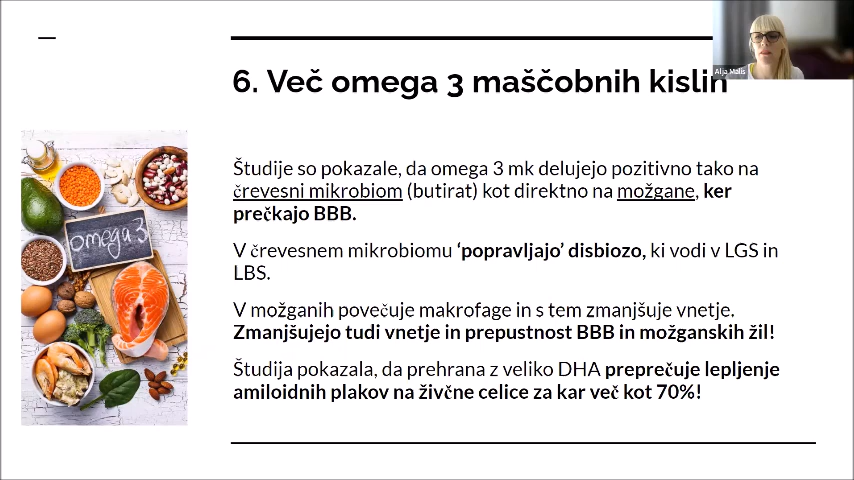 Alja Malis
6. Več omega 3 maščobnih kislin
omega 3
Študije so pokazale, da omega 3 mk delujejo pozitivno tako na
črevesni mikrobiom (butirat) kot direktno na možgane, ker
prečkajo BBB.
V črevesnem mikrobiomu ‘popravljajo’ disbiozo, ki vodi v LGS in
LBS.
V možganih povečuje makrofage in s tem zmanjšuje vnetje.
Zmanjšujejo tudi vnetje in prepustnost BBB in možganskih žil!
Študija pokazala, da prehrana z veliko DHA preprečuje lepljenje
amiloidnih plakov na živčne celice za kar več kot 70%!